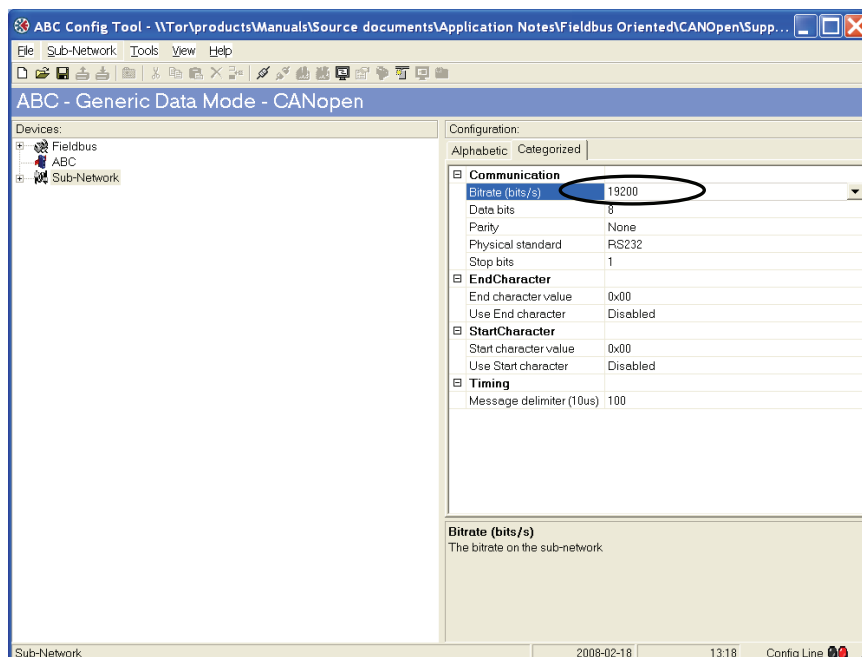 ABC Config Tool - \\Tor\products\Manuals\Source documents\Application Notes\Fieldbus Oriented\CANOpen\Supp...
File Sub-Network Tools View Help
ABC - Generic Data Mode - CANopen
Devices:
Fieldbus
ABC
Sub-Network
Configuration:
Alphabetic Categorized
Communication
Bitrate (bits/s) 19200
Data bits 8
Parity None
Physical standard RS232
Stop bits 1
EndCharacter
End character value 0x00
Use End character Disabled
StartCharacter
Start character value 0x00
Use Start character Disabled
Timing
Message delimiter (10us) 100
Bitrate (bits/s)
The bitrate on the sub-network
Sub-Network 2008-02-18 13:18 Config Line